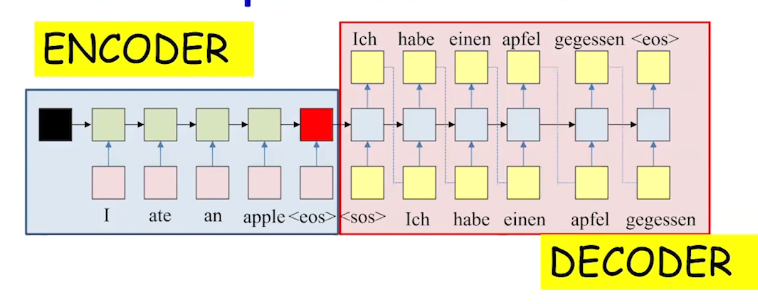 ENCODER
Ich habe einen apfel gegessen <eos>
I ate an apple <eos> <sos> Ich habe einen apfel gegessen
DECODER